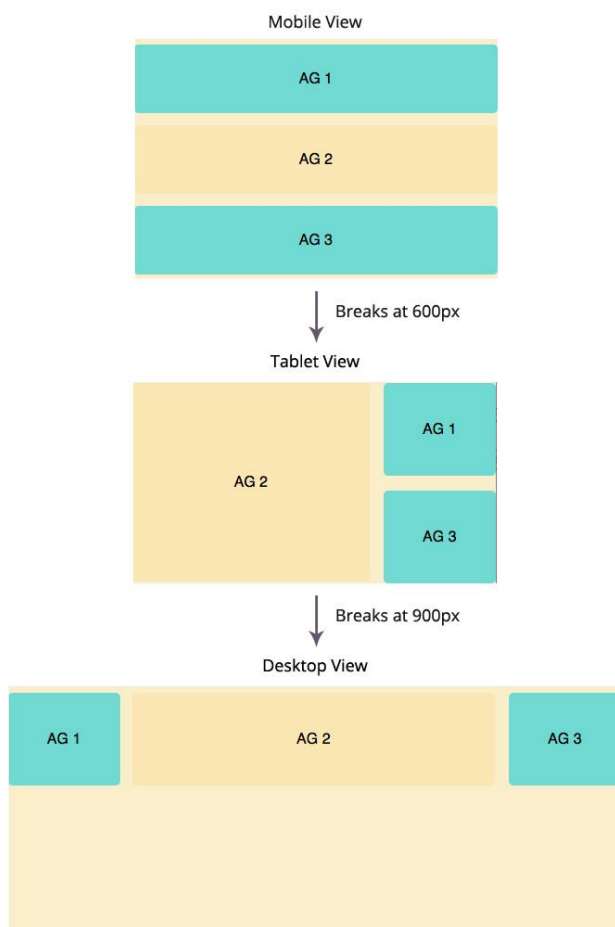 Mobile View
AG 1
AG 2
AG 3
Breaks at 600px
Tablet View
AG 2
AG 1
AG 3
Breaks at 900px
Desktop View
AG 1
AG 2
AG 3